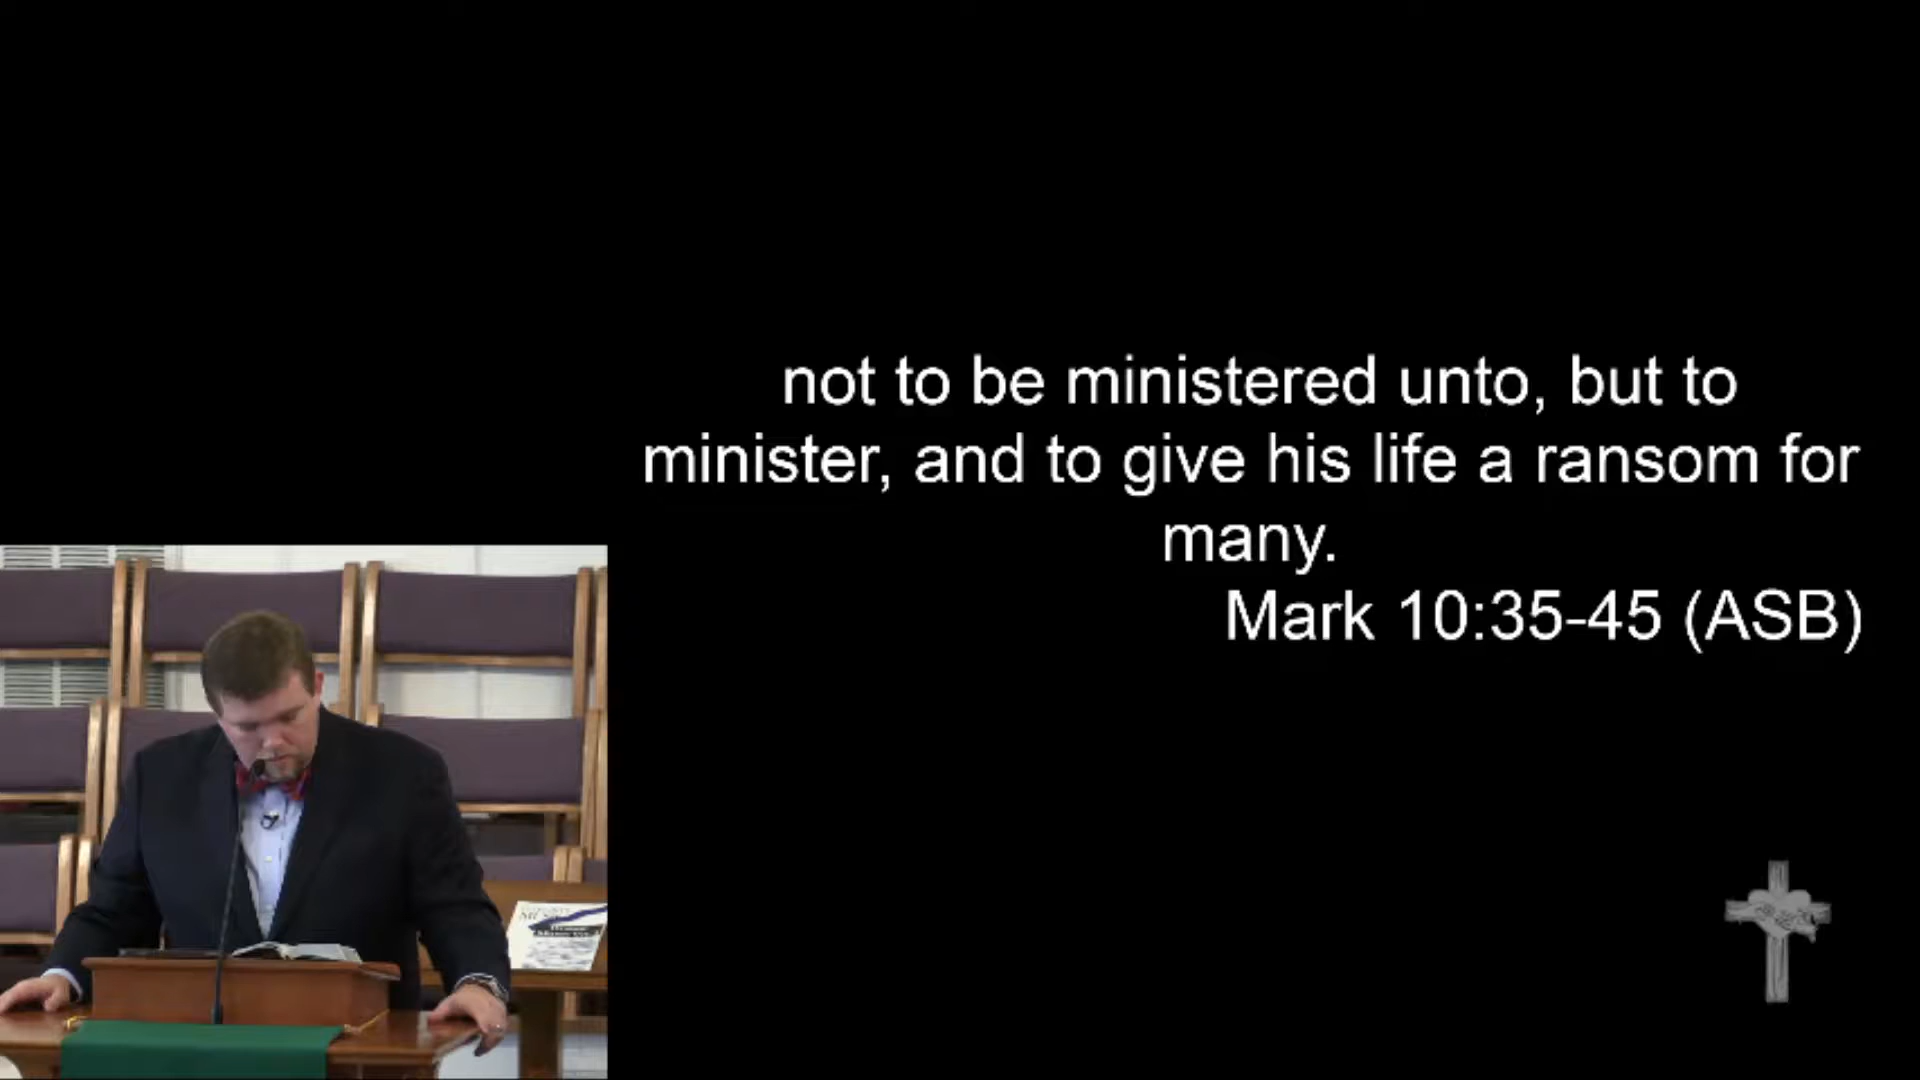 not to be ministered unto, but to
minister, and to give his life a ransom for
many.
Mark 10:35-45 (ASB)